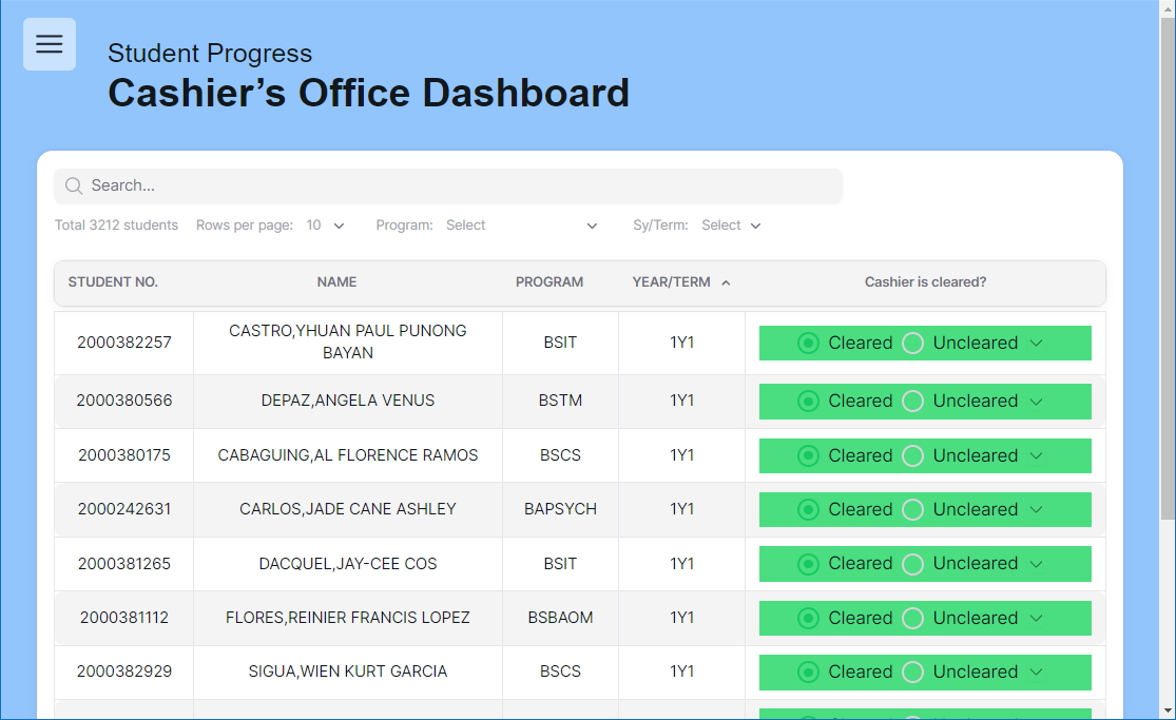 Student Progress
Cashier’s Office Dashboard
Search...
Total 3212 students Rows per page: 10 Program: Select Sy/Term: Select
STUDENT NO. NAME PROGRAM YEAR/TERM Cashier is cleared?
2000382257 CASTRO,YHUAN PAUL PUNONG BAYAN BSIT 1Y1 Cleared Uncleared
2000380566 DEPAZ,ANGELA VENUS BSTM 1Y1 Cleared Uncleared
2000380175 CABAGUING,AL FLORENCE RAMOS BSCS 1Y1 Cleared Uncleared
2000242631 CARLOS,JADE CANE ASHLEY BAPSYCH 1Y1 Cleared Uncleared
2000381265 DACQUEL,JAY-CEE COS BSIT 1Y1 Cleared Uncleared
2000381112 FLORES,REINIER FRANCIS LOPEZ BSBAOM 1Y1 Cleared Uncleared
2000382929 SIGUA,WIEN KURT GARCIA BSCS 1Y1 Cleared Uncleared